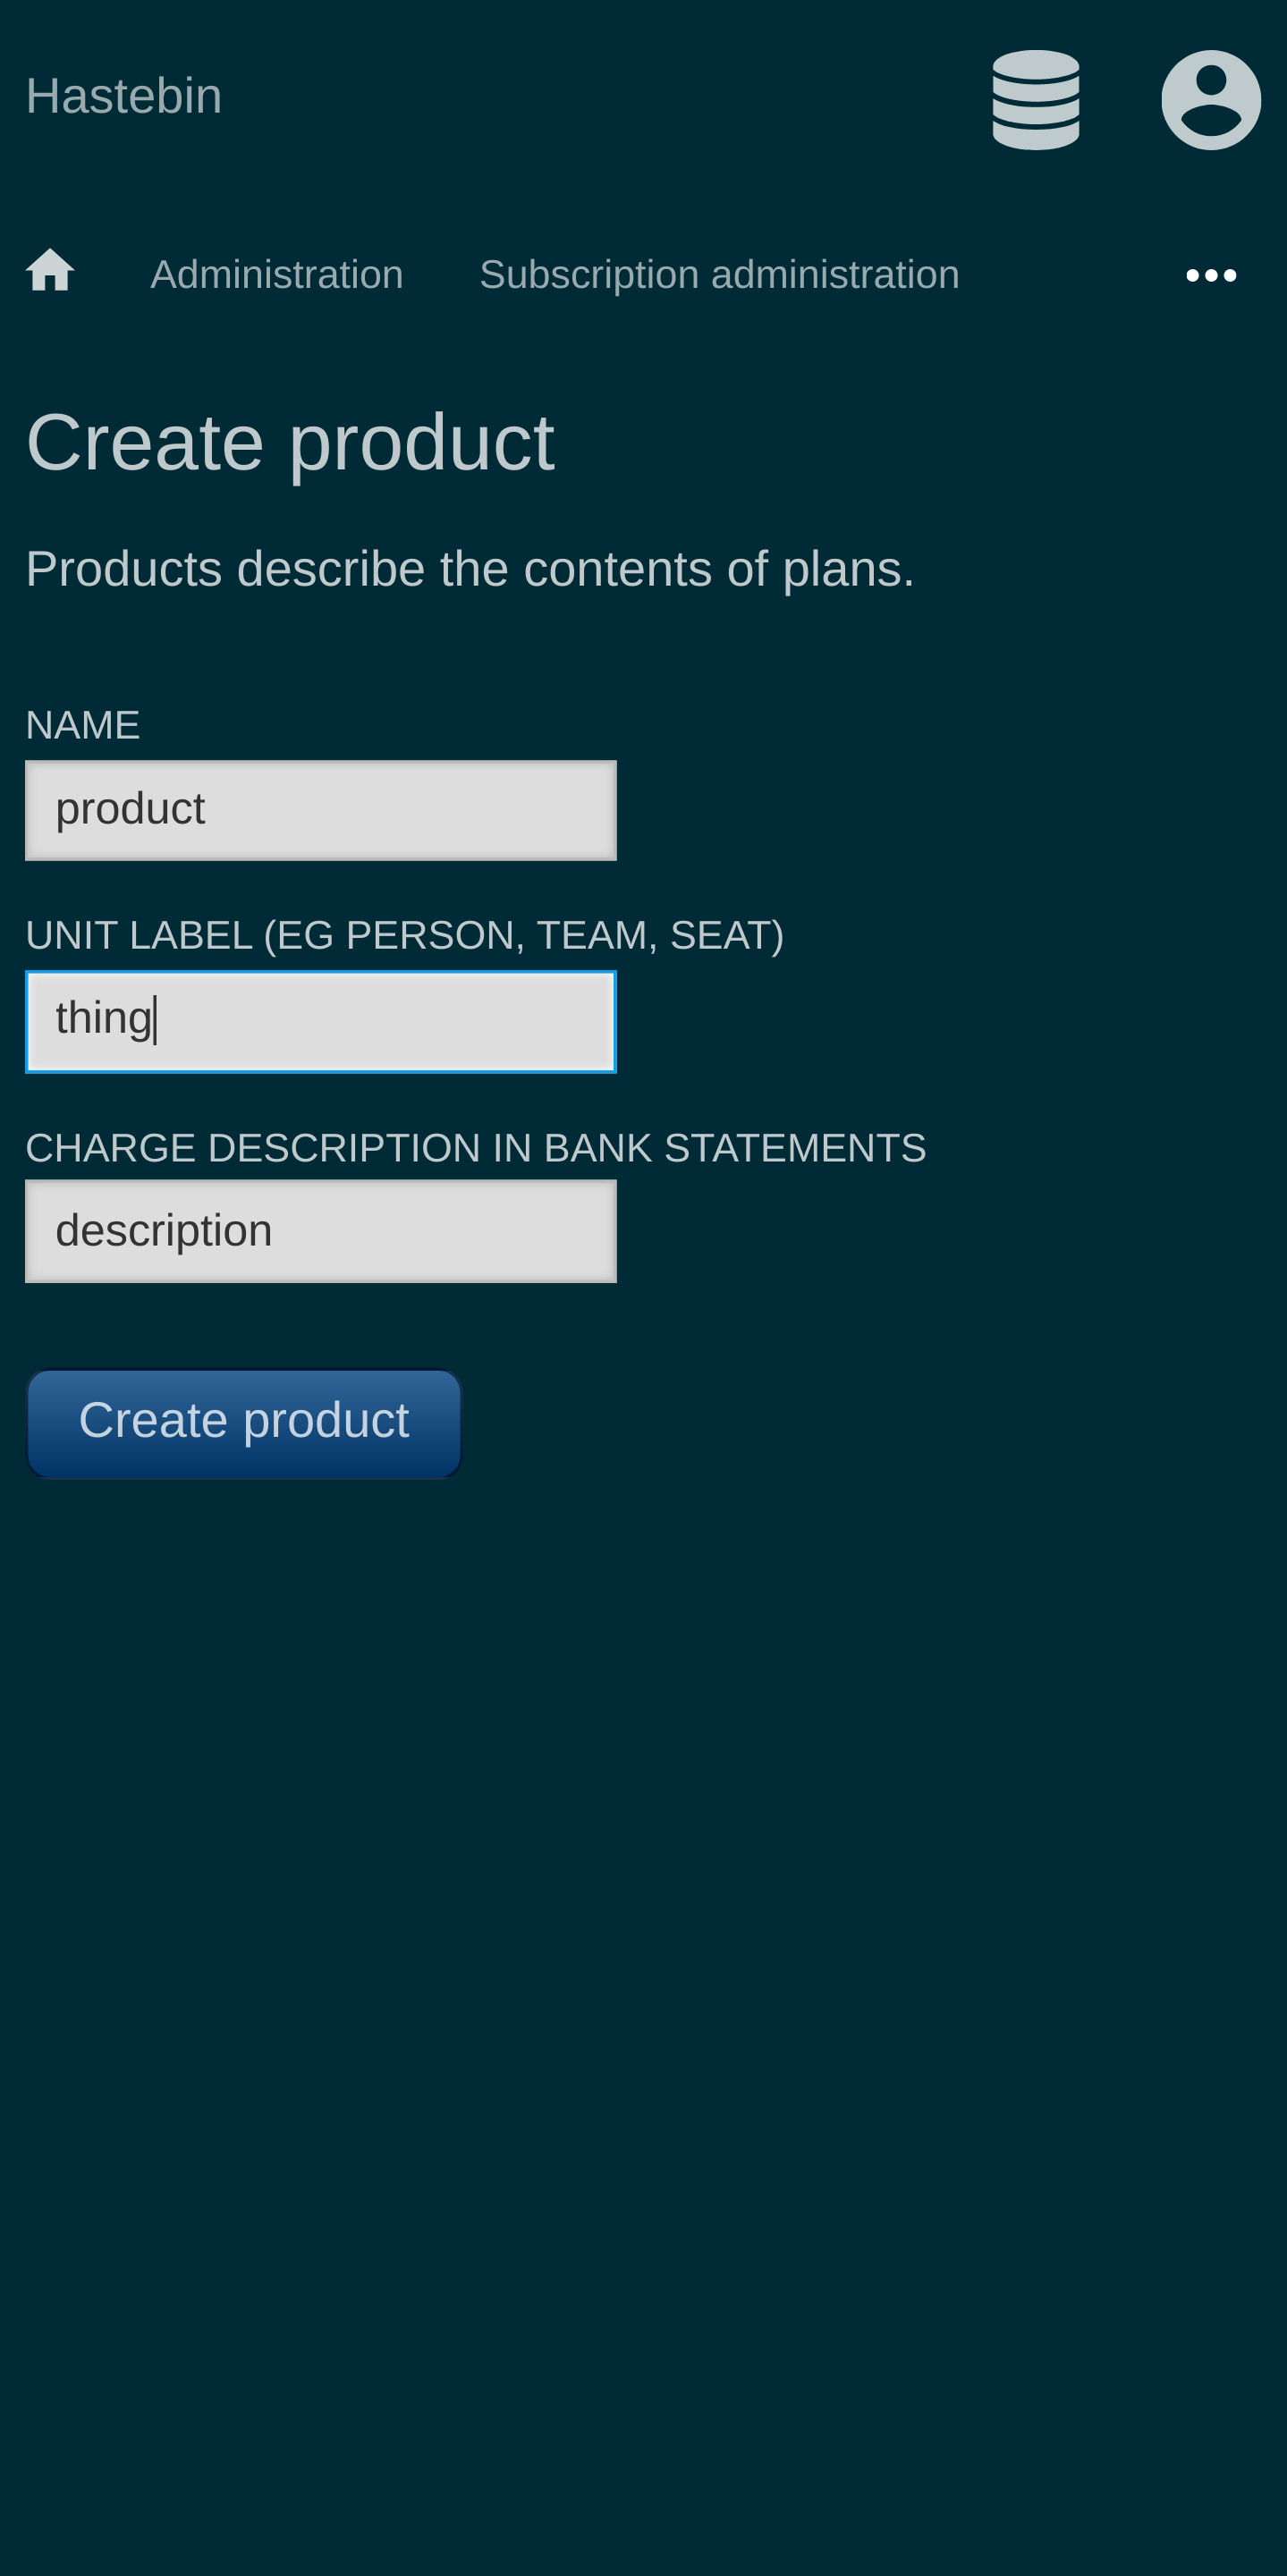 Hastebin
Administration Subscription administration
Create product
Products describe the contents of plans.
NAME
product
UNIT LABEL (EG PERSON, TEAM, SEAT)
thing
CHARGE DESCRIPTION IN BANK STATEMENTS
description
Create product